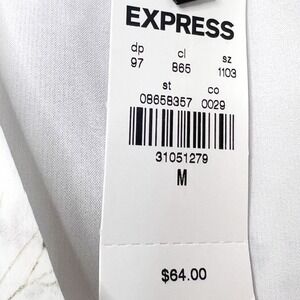 EXPRESS
dp cl sz
97 865 1103
st co
08658357 0029
31051279
M
$64.00